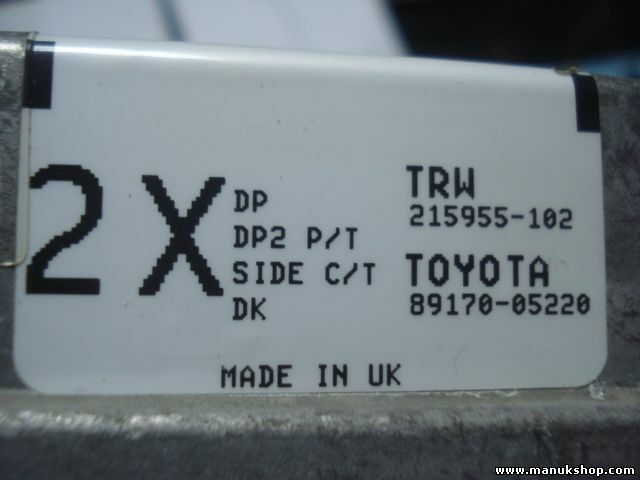 2X
DP
DP2 P/T
SIDE C/T
DK
TRW
215955-102
TOYOTA
89170-05220
MADE IN UK
www.manukshop.com